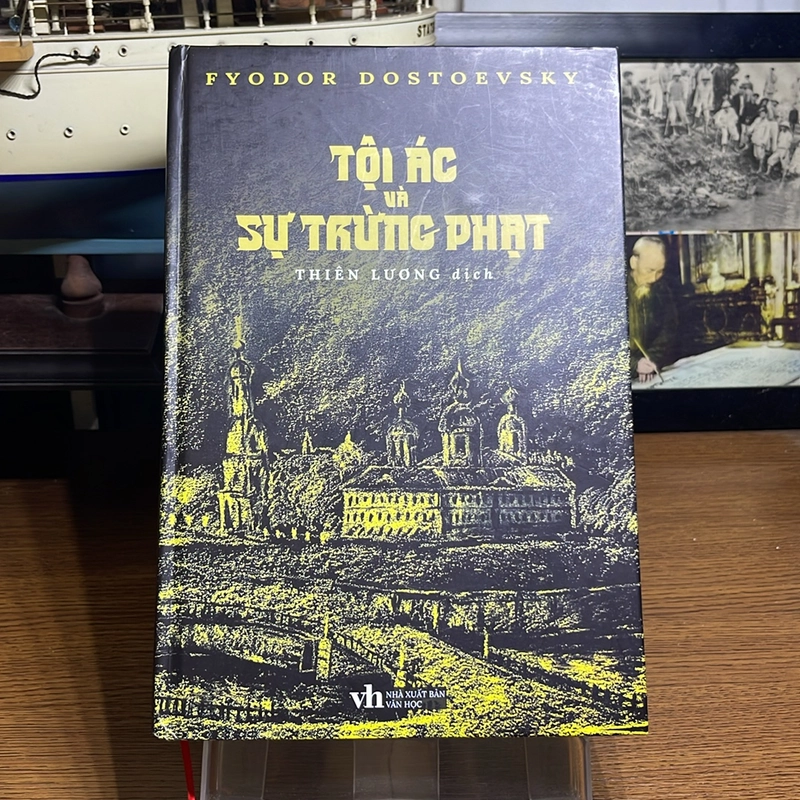 FYODOR DOSTOEVSKY
TỘI ÁC
VÀ
SỰ TRỪNG PHẠT
THIÊN LƯƠNG dịch
vh NHÀ XUẤT BẢN
VĂN HỌC